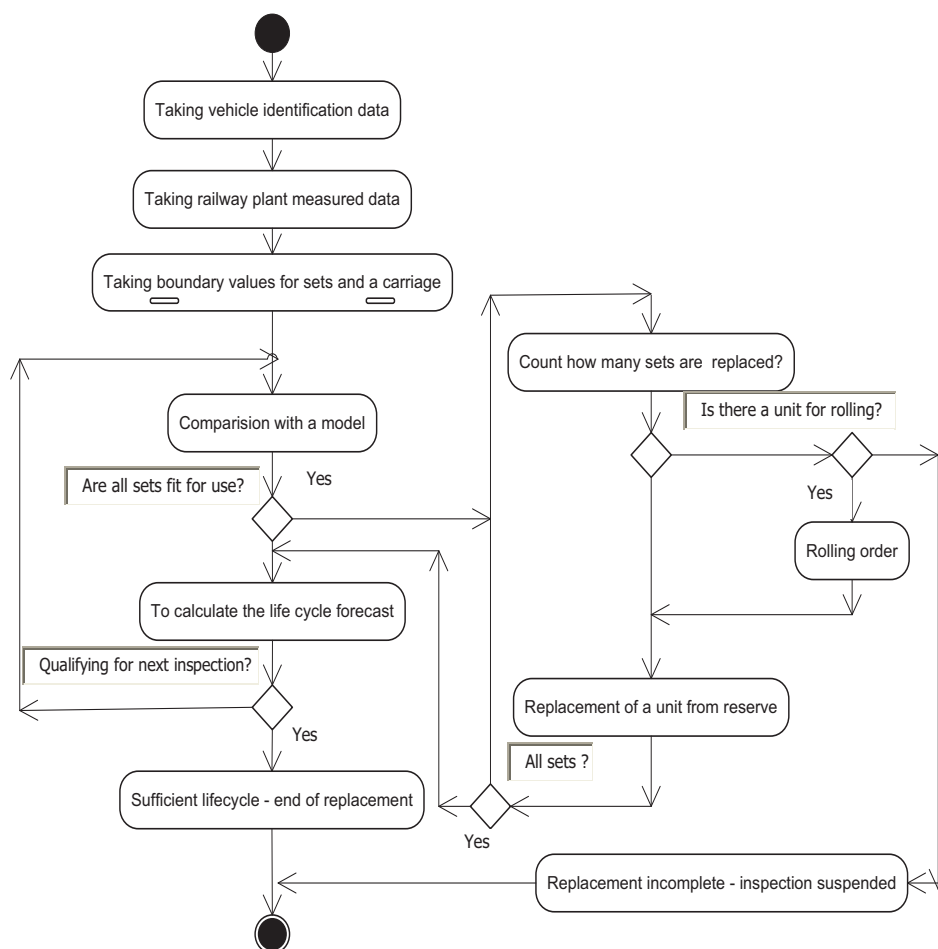 Taking vehicle identification data
Taking railway plant measured data
Taking boundary values for sets and a carriage
Comparision with a model
Are all sets fit for use?
Yes
To calculate the life cycle forecast
Qualifying for next inspection?
Yes
Sufficient lifecycle - end of replacement
Count how many sets are replaced?
Is there a unit for rolling?
Yes
Rolling order
Replacement of a unit from reserve
All sets ?
Yes
Replacement incomplete - inspection suspended